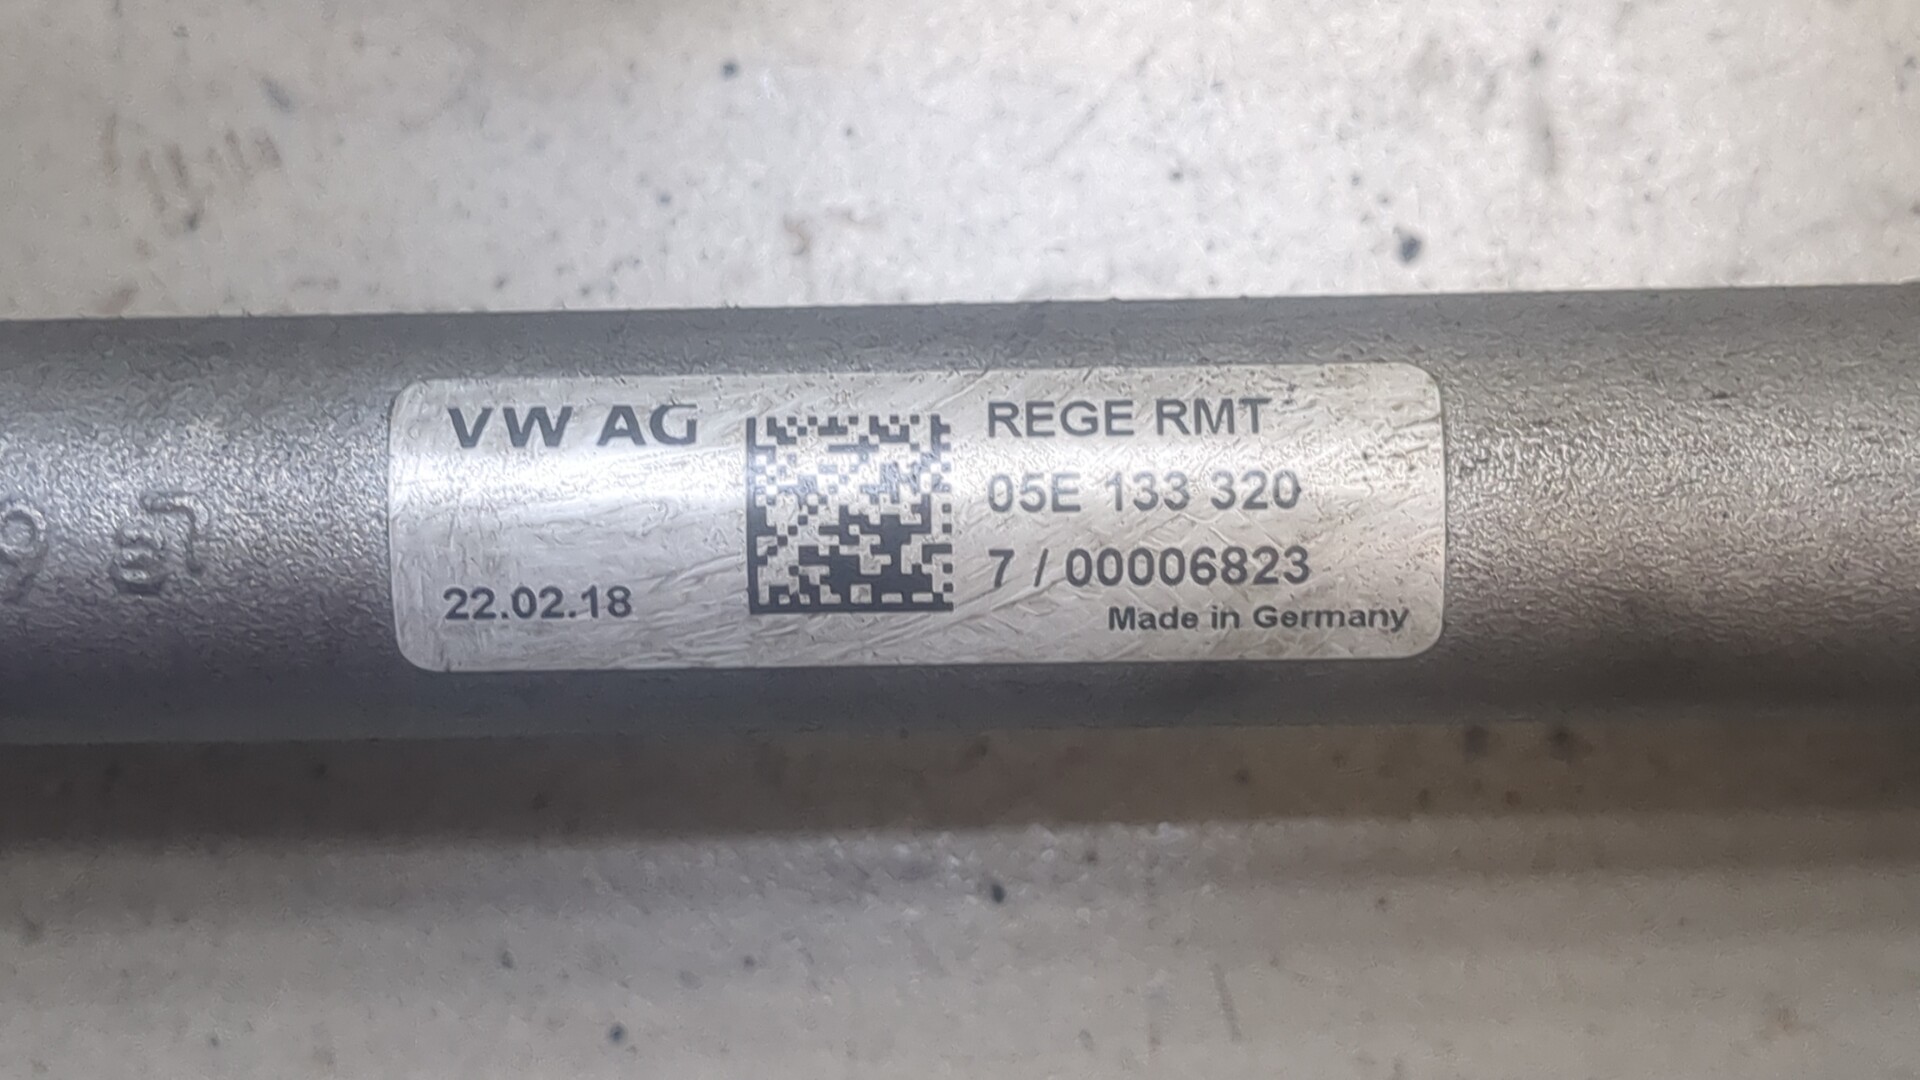 VW AG
22.02.18
REGE RMT
05E 133 320
7 / 00006823
Made in Germany